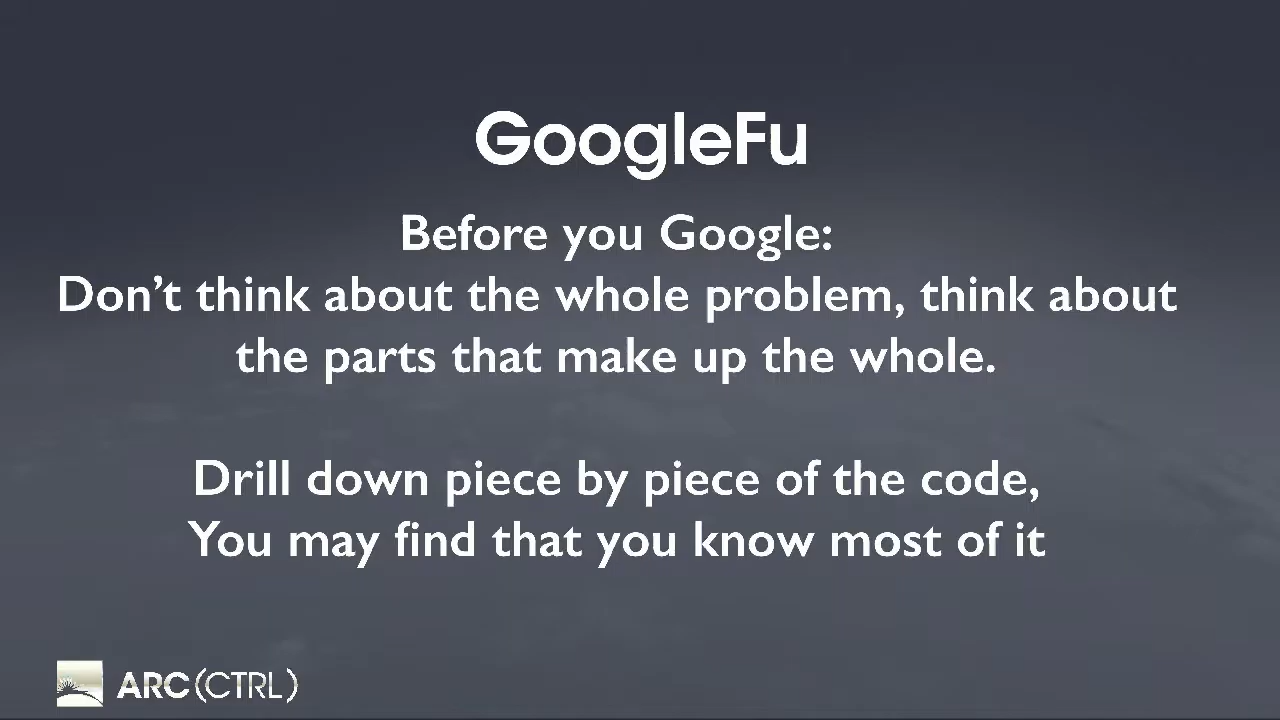 GoogleFu
Before you Google:
Don’t think about the whole problem, think about
the parts that make up the whole.
Drill down piece by piece of the code,
You may find that you know most of it
ARC(CTRL)